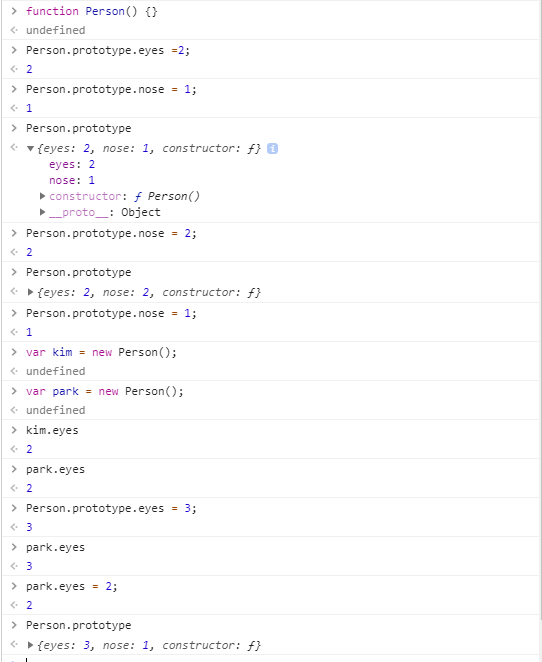 function Person() {}
undefined
Person.prototype.eyes =2;
2
Person.prototype.nose = 1;
1
Person.prototype
{eyes: 2, nose: 1, constructor: ƒ} i
eyes: 2
nose: 1
constructor: ƒ Person()
__proto__: Object
Person.prototype.nose = 2;
2
Person.prototype
{eyes: 2, nose: 2, constructor: ƒ}
Person.prototype.nose = 1;
1
var kim = new Person();
undefined
var park = new Person();
undefined
kim.eyes
2
park.eyes
2
Person.prototype.eyes = 3;
3
park.eyes
3
park.eyes = 2;
2
Person.prototype
{eyes: 3, nose: 1, constructor: ƒ}